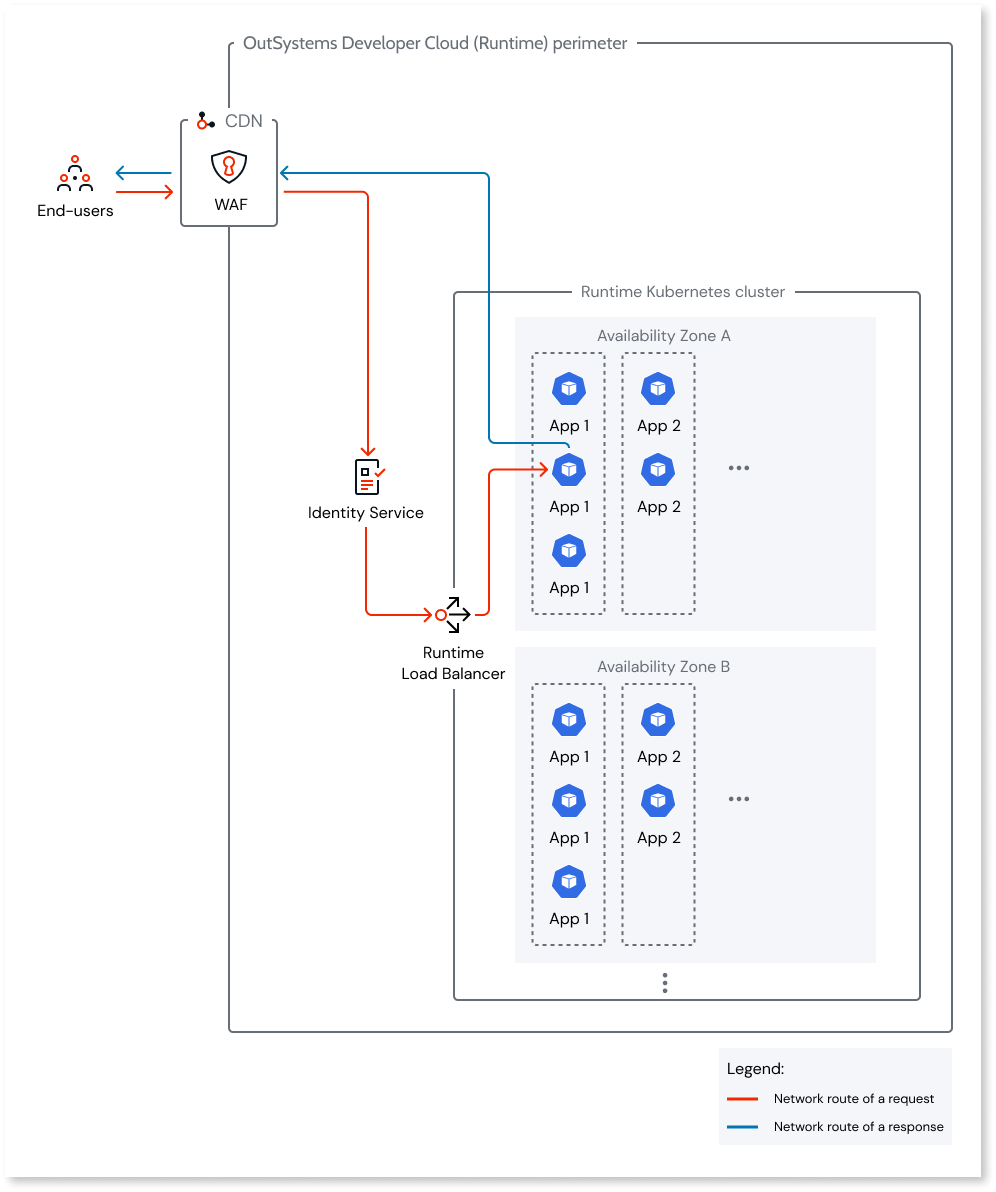 OutSystems Developer Cloud (Runtime) perimeter
CDN
WAF
End-users
Runtime Kubernetes cluster
Availability Zone A
App 1
App 2
App 1
App 2
App 1
Identity Service
Runtime
Load Balancer
Availability Zone B
App 1
App 2
App 1
App 2
App 1
Legend:
Network route of a request
Network route of a response